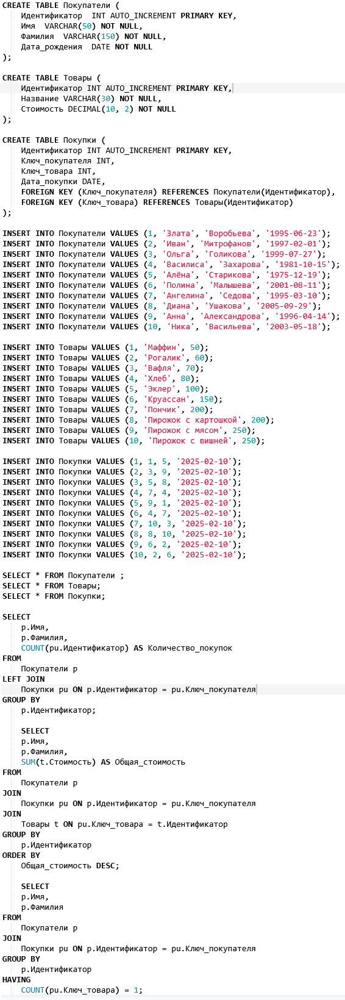 CREATE TABLE Покупатели (
    Идентификатор  INT AUTO_INCREMENT PRIMARY KEY,
    Имя  VARCHAR(50) NOT NULL,
    Фамилия  VARCHAR(150) NOT NULL,
    Дата_рождения  DATE NOT NULL
);

CREATE TABLE Товары (
    Идентификатор INT AUTO_INCREMENT PRIMARY KEY,
    Название VARCHAR(30) NOT NULL,
    Стоимость DECIMAL(10, 2) NOT NULL
);

CREATE TABLE Покупки (
    Идентификатор INT AUTO_INCREMENT PRIMARY KEY,
    Ключ_покупателя INT,
    Ключ_товара INT,
    Дата_покупки DATE,
    FOREIGN KEY (Ключ_покупателя) REFERENCES Покупатели(Идентификатор),
    FOREIGN KEY (Ключ_товара) REFERENCES Товары(Идентификатор)
);

INSERT INTO Покупатели VALUES (1, 'Злата', 'Воробьева', '1995-06-23');
INSERT INTO Покупатели VALUES (2, 'Иван', 'Митрофанов', '1997-02-01');
INSERT INTO Покупатели VALUES (3, 'Ольга', 'Голикова', '1999-07-27');
INSERT INTO Покупатели VALUES (4, 'Василиса', 'Захарова', '1981-10-15');
INSERT INTO Покупатели VALUES (5, 'Алёна', 'Старикова', '1975-12-19');
INSERT INTO Покупатели VALUES (6, 'Полина', 'Малышева', '2001-08-11');
INSERT INTO Покупатели VALUES (7, 'Ангелина', 'Седова', '1995-03-10');
INSERT INTO Покупатели VALUES (8, 'Диана', 'Ушакова', '2005-09-29');
INSERT INTO Покупатели VALUES (9, 'Анна', 'Александрова', '1996-04-14');
INSERT INTO Покупатели VALUES (10, 'Ника', 'Васильева', '2003-05-18');

INSERT INTO Товары VALUES (1, 'Маффин', 50);
INSERT INTO Товары VALUES (2, 'Рогалик', 60);
INSERT INTO Товары VALUES (3, 'Вафля', 70);
INSERT INTO Товары VALUES (4, 'Хлеб', 80);
INSERT INTO Товары VALUES (5, 'Эклер', 100);
INSERT INTO Товары VALUES (6, 'Круассан', 150);
INSERT INTO Товары VALUES (7, 'Пончик', 200);
INSERT INTO Товары VALUES (8, 'Пирожок с картошкой', 200);
INSERT INTO Товары VALUES (9, 'Пирожок с мясом', 250);
INSERT INTO Товары VALUES (10, 'Пирожок с вишней', 250);

INSERT INTO Покупки VALUES (1, 1, 5, '2025-02-10');
INSERT INTO Покупки VALUES (2, 3, 9, '2025-02-10');
INSERT INTO Покупки VALUES (3, 5, 8, '2025-02-10');
INSERT INTO Покупки VALUES (4, 7, 4, '2025-02-10');
INSERT INTO Покупки VALUES (5, 9, 1, '2025-02-10');
INSERT INTO Покупки VALUES (6, 4, 7, '2025-02-10');
INSERT INTO Покупки VALUES (7, 10, 3, '2025-02-10');
INSERT INTO Покупки VALUES (8, 8, 10, '2025-02-10');
INSERT INTO Покупки VALUES (9, 6, 2, '2025-02-10');
INSERT INTO Покупки VALUES (10, 2, 6, '2025-02-10');

SELECT * FROM Покупатели ;
SELECT * FROM Товары;
SELECT * FROM Покупки;

SELECT
    p.Имя,
    p.Фамилия,
    COUNT(pu.Идентификатор) AS Количество_покупок
FROM
    Покупатели p
LEFT JOIN
    Покупки pu ON p.Идентификатор = pu.Ключ_покупателя
GROUP BY
    p.Идентификатор;

    SELECT
    p.Имя,
    p.Фамилия,
    SUM(t.Стоимость) AS Общая_стоимость
FROM
    Покупатели p
JOIN
    Покупки pu ON p.Идентификатор = pu.Ключ_покупателя
JOIN
    Товары t ON pu.Ключ_товара = t.Идентификатор
GROUP BY
    p.Идентификатор
ORDER BY
    Общая_стоимость DESC;

    SELECT
    p.Имя,
    p.Фамилия
FROM
    Покупатели p
JOIN
    Покупки pu ON p.Идентификатор = pu.Ключ_покупателя
GROUP BY
    p.Идентификатор
HAVING
    COUNT(pu.Ключ_товара) = 1;